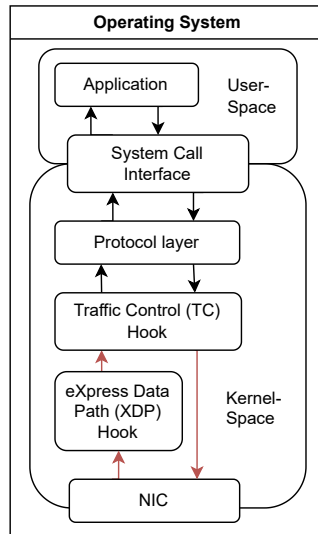 Operating System
Application
User-
Space
System Call
Interface
Protocol layer
Traffic Control (TC)
Hook
eXpress Data
Path (XDP)
Hook
Kernel-
Space
NIC